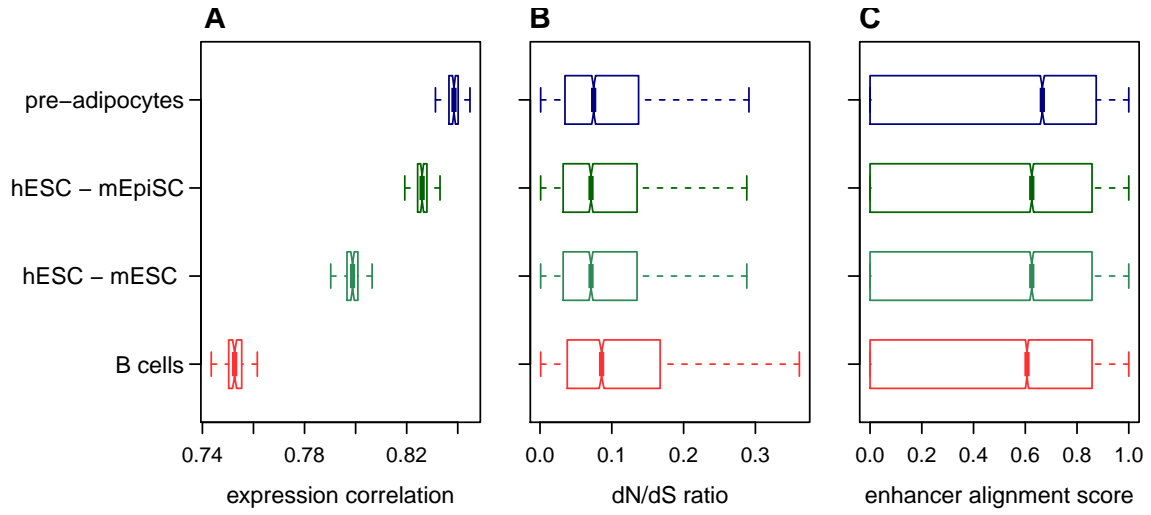 A B C
pre−adipocytes
hESC − mEpiSC
hESC − mESC
B cells
0.74 0.78 0.82 0.0 0.1 0.2 0.3 0.0 0.2 0.4 0.6 0.8 1.0
expression correlation dN/dS ratio enhancer alignment score